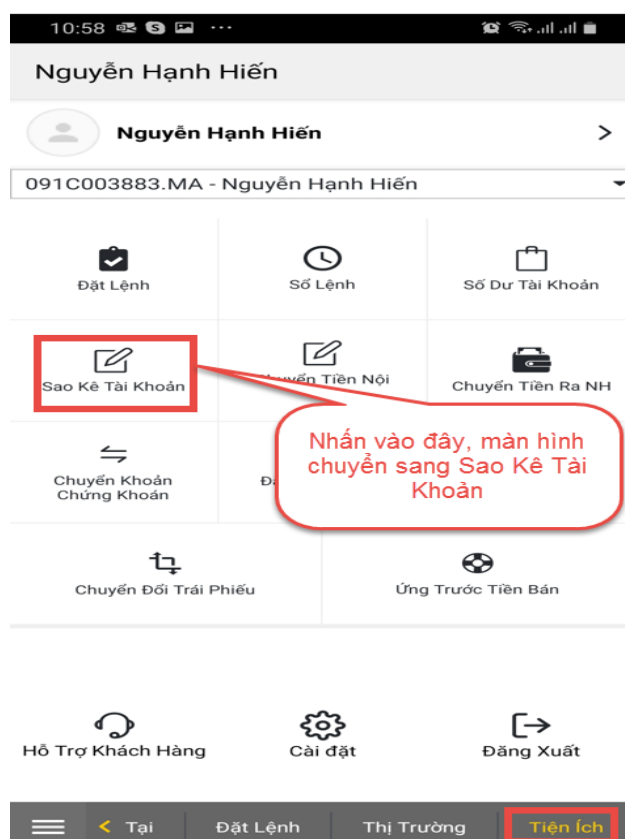 10:58
Nguyễn Hạnh Hiến
Nguyễn Hạnh Hiến
091C003883.MA - Nguyễn Hạnh Hiến
Đặt Lệnh
Sổ Lệnh
Số Dư Tài Khoản
Sao Kê Tài Khoản
Tiền Nội
Chuyển Tiền Ra NH
Nhấn vào đây, màn hình
chuyển sang Sao Kê Tài
Khoản
Chuyển Khoản
Chứng Khoán
Chuyển Đổi Trái Phiếu
Ứng Trước Tiền Bán
Hỗ Trợ Khách Hàng
Cài đặt
Đăng Xuất
Tại
Đặt Lệnh
Thị Trường
Tiện Ích